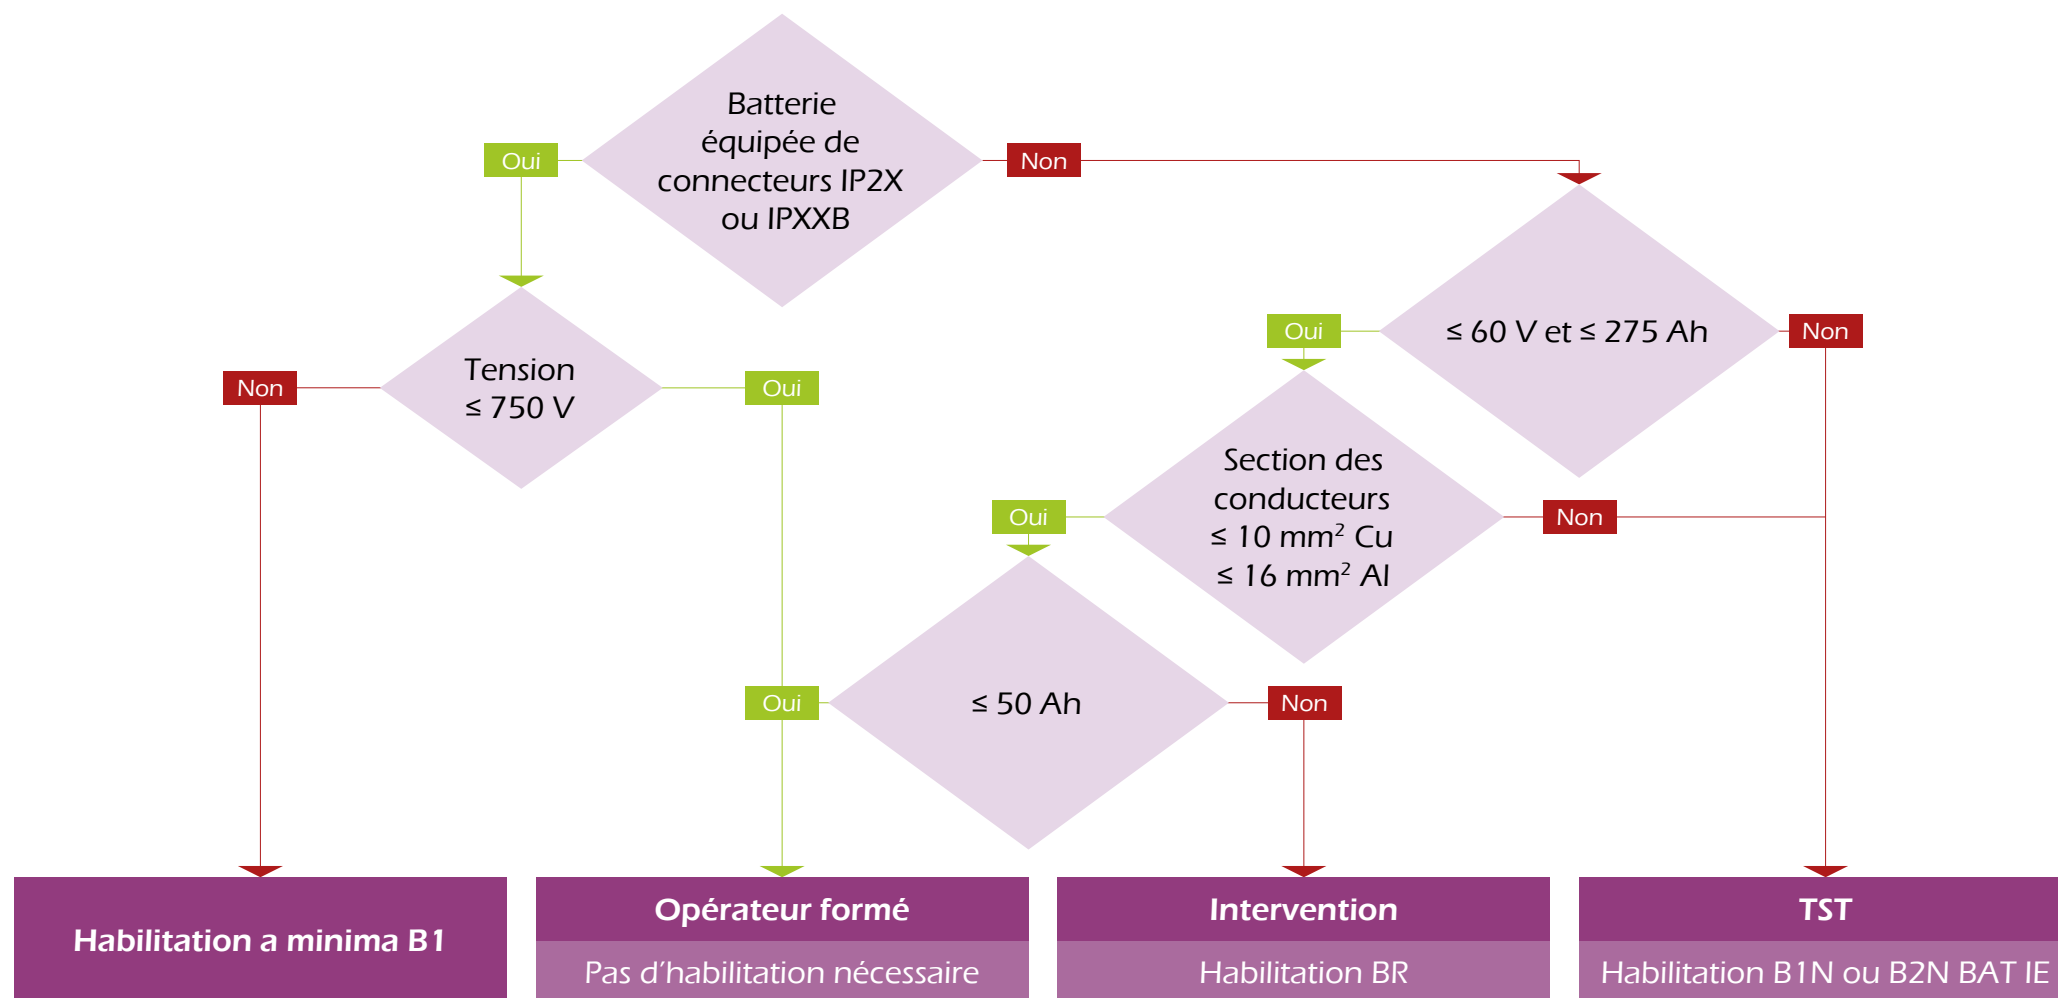 Batterie
équipée de
connecteurs IP2X
ou IPXXB
Oui
Non
Tension
≤ 750 V
Non
Oui
≤ 60 V et ≤ 275 Ah
Oui
Non
Section des
conducteurs
≤ 10 mm² Cu
≤ 16 mm² Al
Oui
Non
≤ 50 Ah
Oui
Non
Habilitation a minima B1
Opérateur formé
Pas d’habilitation nécessaire
Intervention
Habilitation BR
TST
Habilitation B1N ou B2N BAT IE